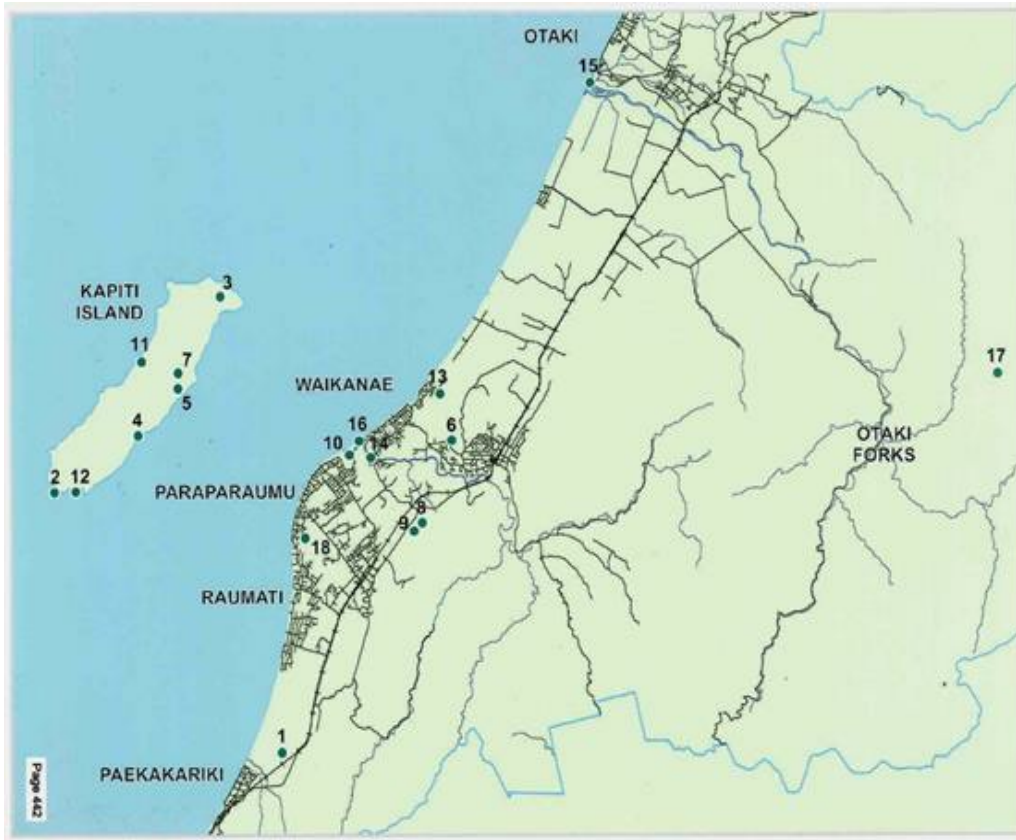 OTAKI
15
3
KAPITI
ISLAND
11
7
5
4
2
12
17
WAIKANAE
13
16
6
10
14
OTAKI
FORKS
PARAPARAUMU
8
9
18
RAUMATI
1
PAEKAKARIKI
Page 442